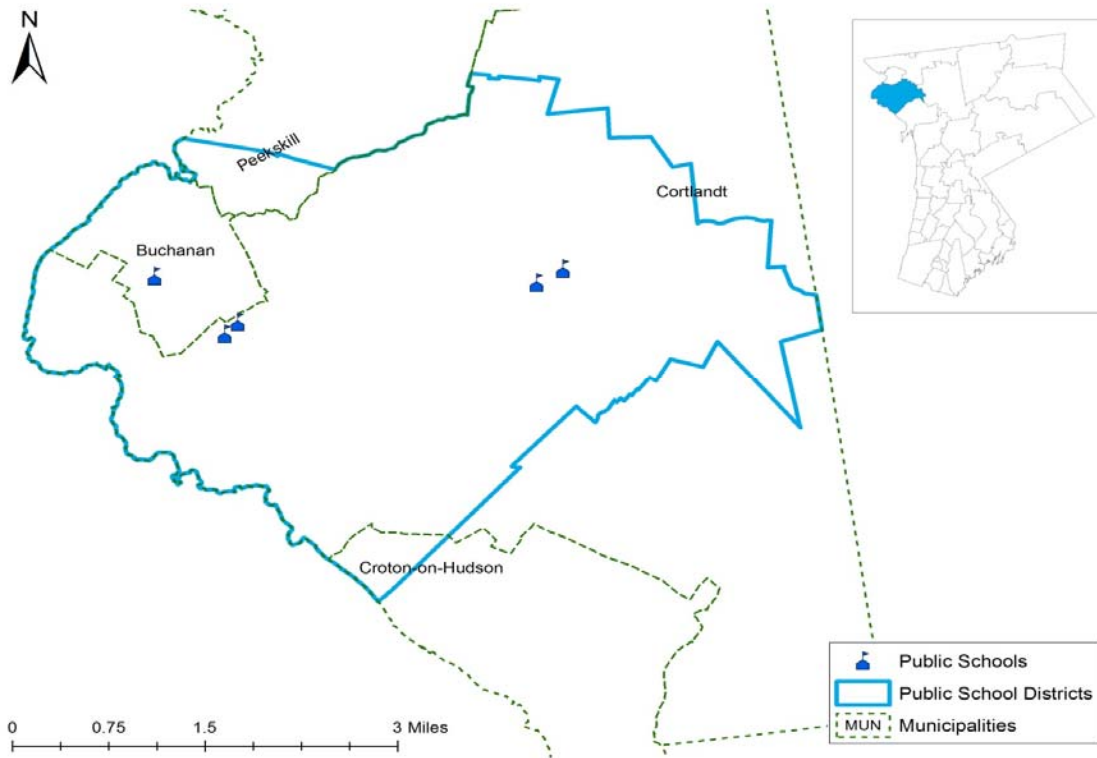 N
Peekskill
Cortlandt
Buchanan
Croton-on-Hudson
Public Schools
Public School Districts
MUN Municipalities
0 0.75 1.5 3 Miles